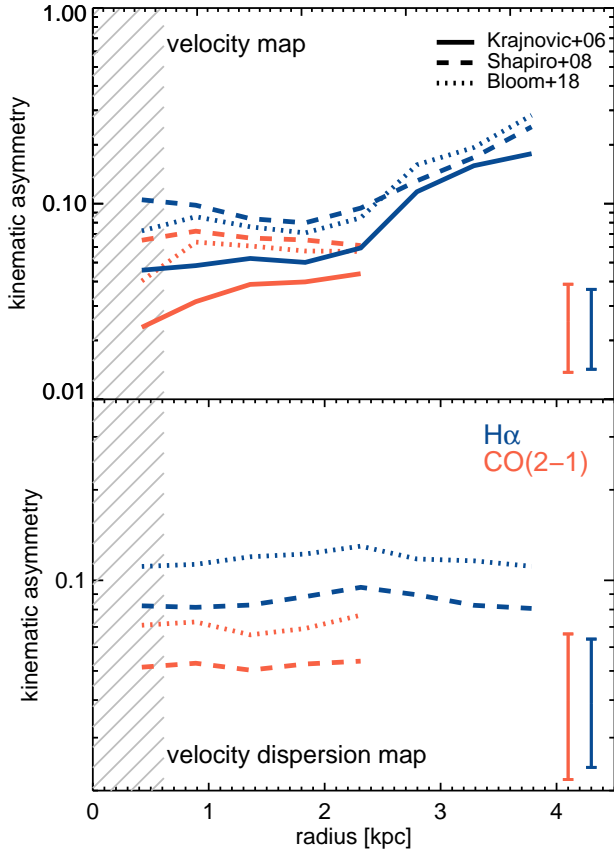 1.00
velocity map
Krajnovic+06
Shapiro+08
Bloom+18
kinematic asymmetry
0.10
0.01
Hα
CO(2−1)
kinematic asymmetry
0.1
velocity dispersion map
0 1 2 3 4
radius [kpc]